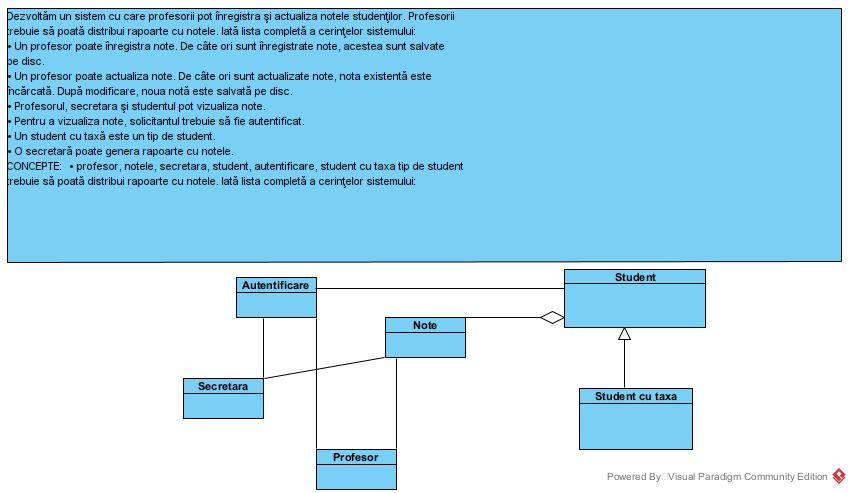 Dezvoltăm un sistem cu care profesorii pot înregistra şi actualiza notele studenţilor. Profesorii
trebuie să poată distribui rapoarte cu notele. Iată lista completă a cerinţelor sistemului:
• Un profesor poate înregistra note. De câte ori sunt înregistrate note, acestea sunt salvate
pe disc.
• Un profesor poate actualiza note. De câte ori sunt actualizate note, nota existentă este
încărcată. După modificare, noua notă este salvată pe disc.
• Profesorul, secretara şi studentul pot vizualiza note.
• Pentru a vizualiza note, solicitantul trebuie să fie autentificat.
• Un student cu taxă este un tip de student.
• O secretară poate genera rapoarte cu notele.
CONCEPTE: • profesor, notele, secretara, student, autentificare, student cu taxa tip de student
trebuie să poată distribui rapoarte cu notele. Iată lista completă a cerinţelor sistemului:
Autentificare
Student
Note
Secretara
Student cu taxa
Profesor
Powered By Visual Paradigm Community Edition